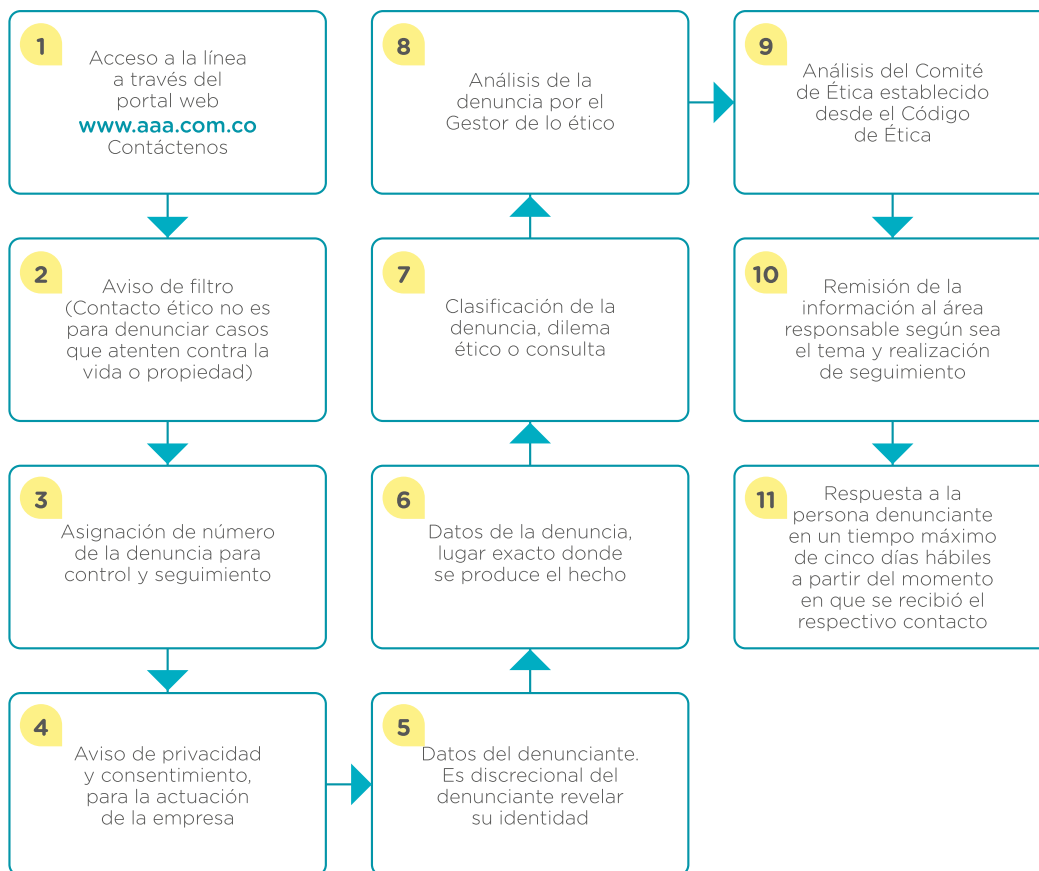 1
Acceso a la línea
a través del
portal web
www.aaa.com.co
Contáctenos
2
Aviso de filtro
(Contacto ético no es
para denunciar casos
que atenten contra la
vida o propiedad)
3
Asignación de número
de la denuncia para
control y seguimiento
4
Aviso de privacidad
y consentimiento,
para la actuación
de la empresa
5
Datos del denunciante.
Es discrecional del
denunciante revelar
su identidad
6
Datos de la denuncia,
lugar exacto donde
se produce el hecho
7
Clasificación de la
denuncia, dilema
ético o consulta
8
Análisis de la
denuncia por el
Gestor de lo ético
9
Análisis del Comité
de Ética establecido
desde el Código
de Ética
10
Remisión de la
información al área
responsable según sea
el tema y realización
de seguimiento
11
Respuesta a la
persona denunciante
en un tiempo máximo
de cinco días hábiles
a partir del momento
en que se recibió el
respectivo contacto